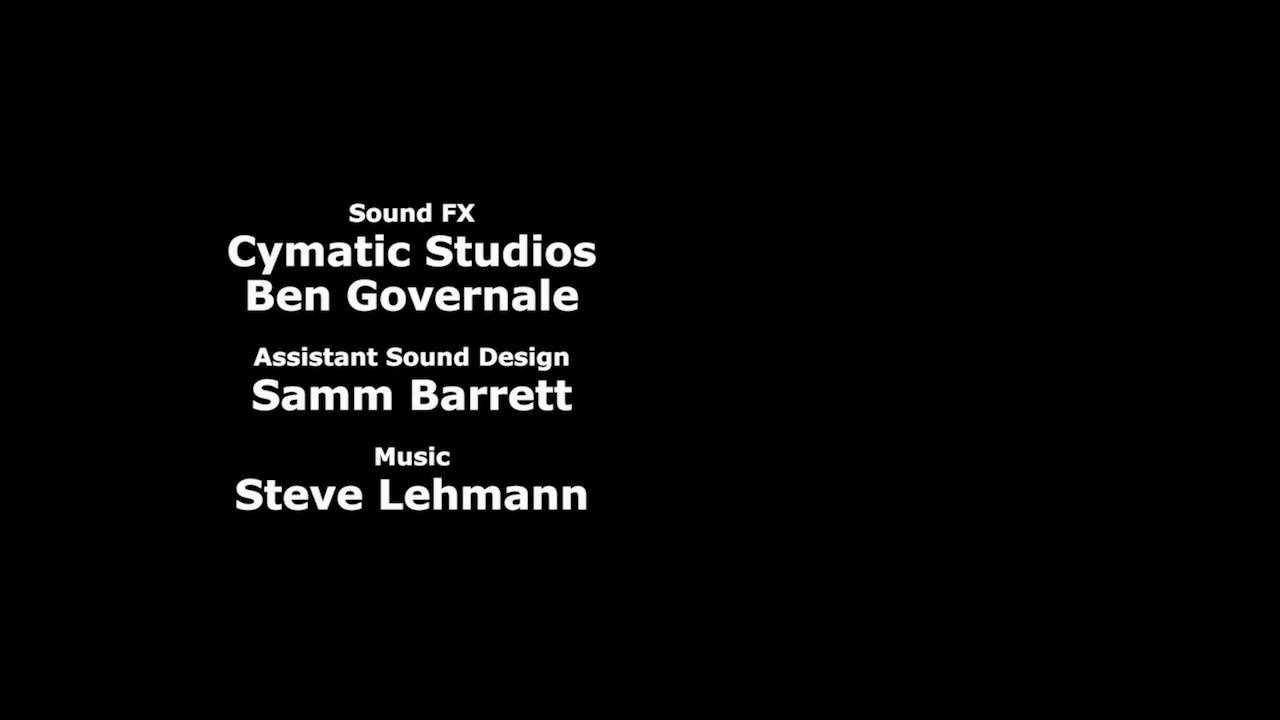 Sound FX
Cymatic Studios
Ben Governale
Assistant Sound Design
Samm Barrett
Music
Steve Lehmann